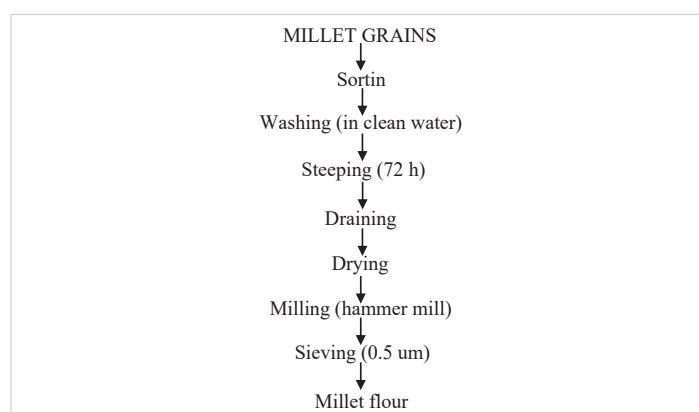 MILLET GRAINS
Sortin
Washing (in clean water)
Steeping (72 h)
Draining
Drying
Milling (hammer mill)
Sieving (0.5 um)
Millet flour